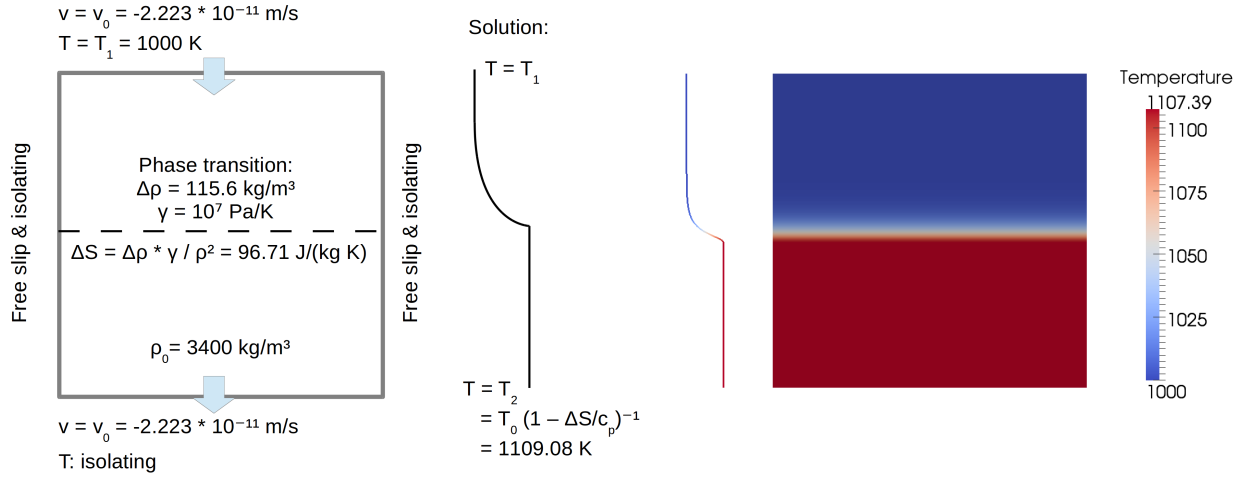 v = v₀ = -2.223 * 10⁻¹¹ m/s
T = T₁ = 1000 K
Free slip & isolating
Phase transition:
Δρ = 115.6 kg/m³
γ = 10⁷ Pa/K
ΔS = Δρ * γ / ρ² = 96.71 J/(kg K)
ρ₀= 3400 kg/m³
Free slip & isolating
v = v₀ = -2.223 * 10⁻¹¹ m/s
T: isolating
Solution:
T = T₁
T = T₂
= T₀ (1 – ΔS/cₚ)⁻¹
= 1109.08 K
Temperature
1107.39
1100
1075
1050
1025
1000